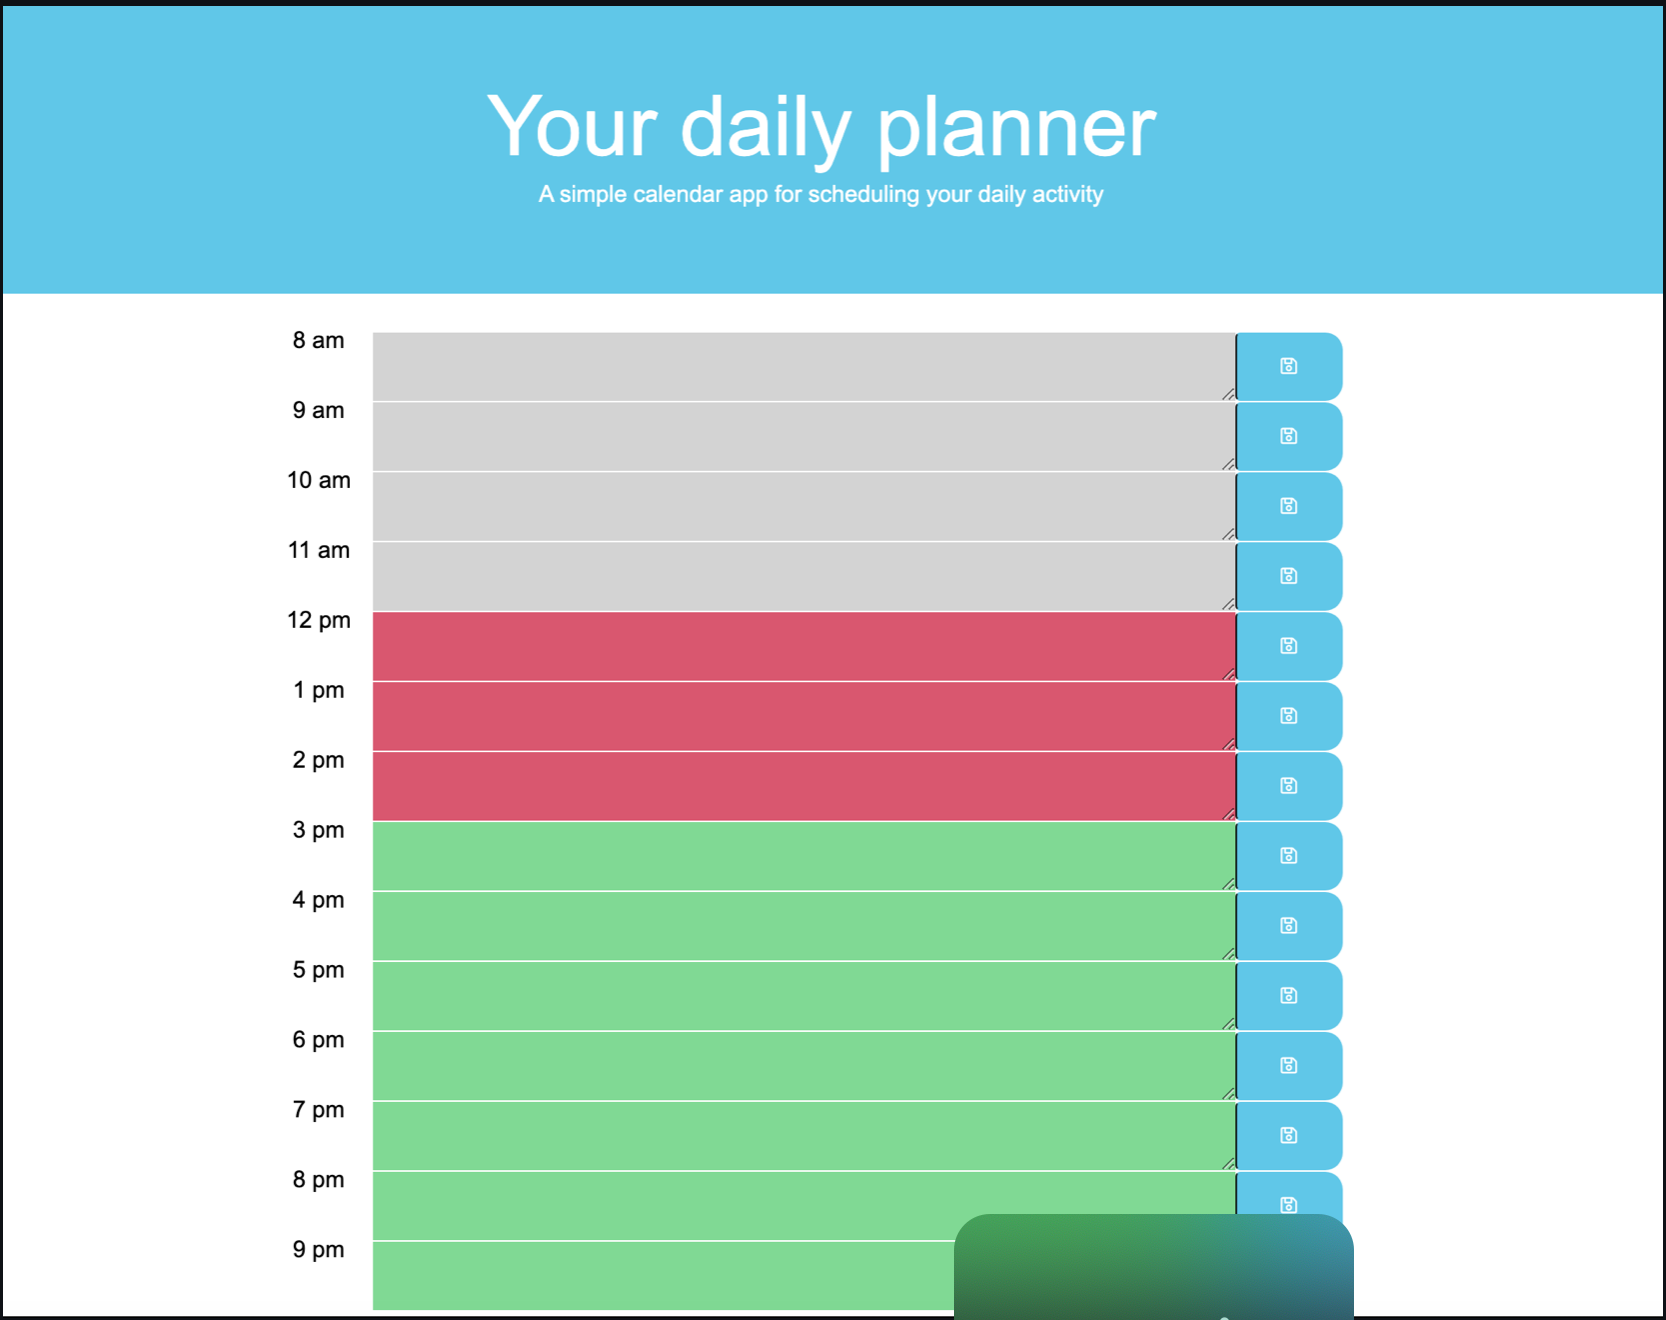 Your daily planner
A simple calendar app for scheduling your daily activity
8 am
9 am
10 am
11 am
12 pm
1 pm
2 pm
3 pm
4 pm
5 pm
6 pm
7 pm
8 pm
9 pm